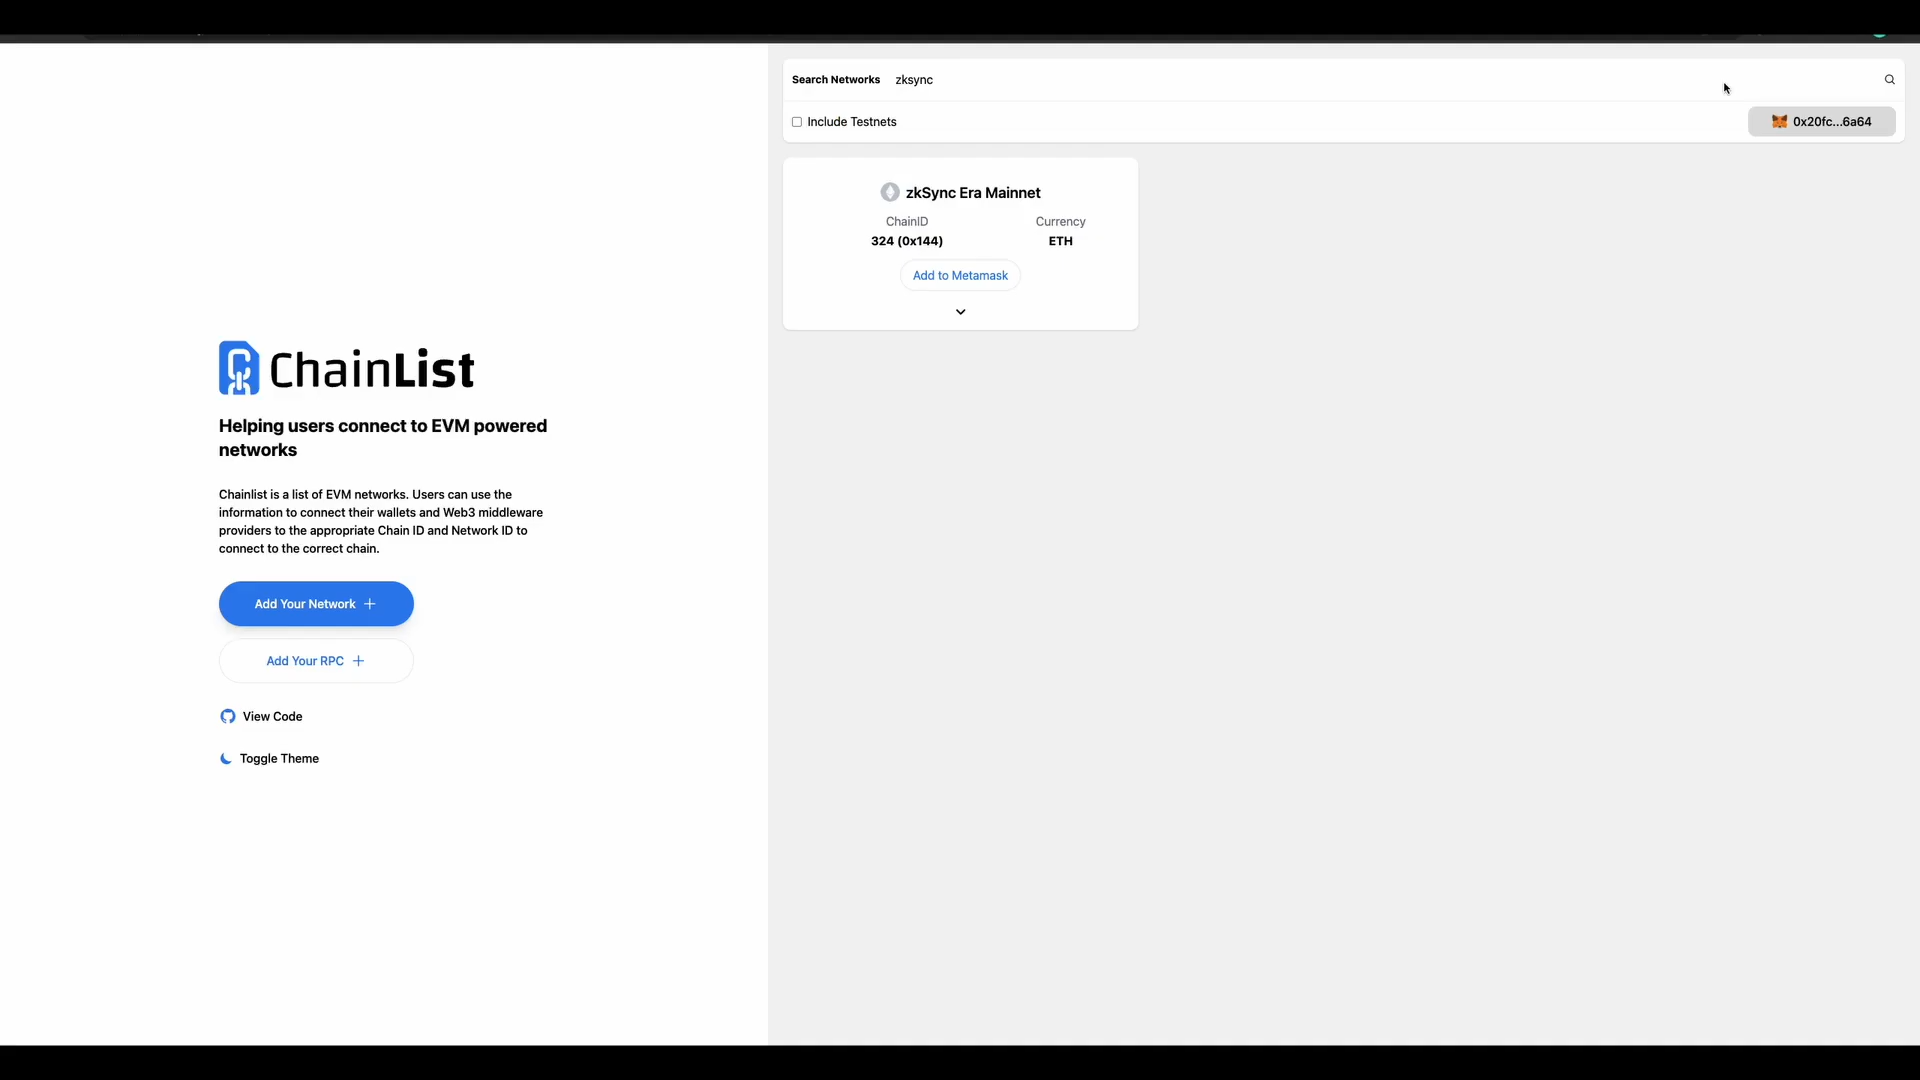 ChainList
Helping users connect to EVM powered
networks
Chainlist is a list of EVM networks. Users can use the
information to connect their wallets and Web3 middleware
providers to the appropriate Chain ID and Network ID to
connect to the correct chain.
Add Your Network
Add Your RPC
View Code
Toggle Theme
Search Networks zksync
Include Testnets
0x20fc...6a64
zkSync Era Mainnet
ChainID Currency
324 (0x144) ETH
Add to Metamask